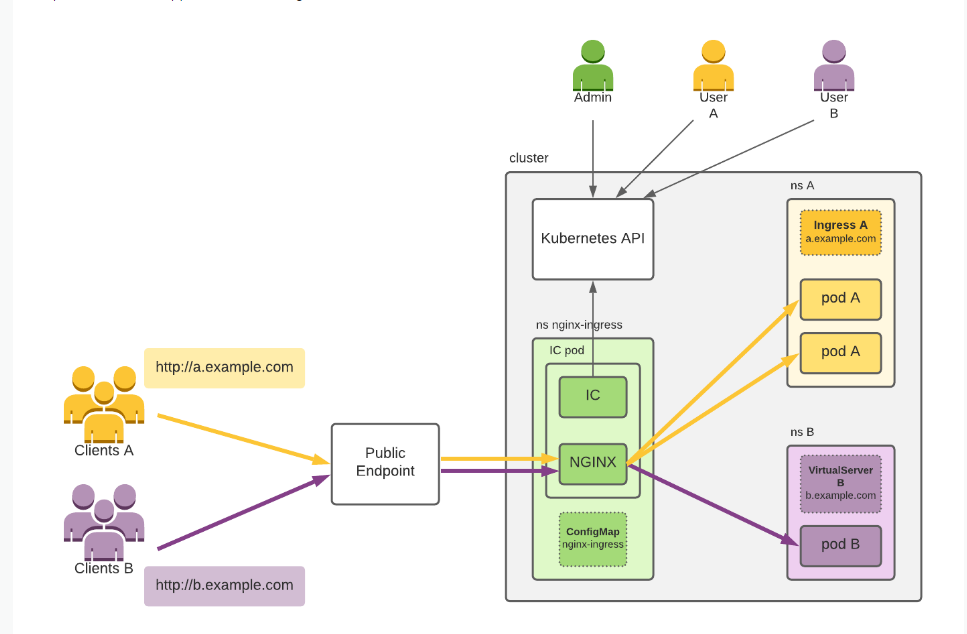 Admin
User
A
User
B
cluster
ns A
Ingress A
a.example.com
Kubernetes API
pod A
ns nginx-ingress
IC pod
pod A
http://a.example.com
IC
ns B
Clients A
Public
Endpoint
NGINX
VirtualServer
B
b.example.com
ConfigMap
nginx-ingress
pod B
Clients B
http://b.example.com